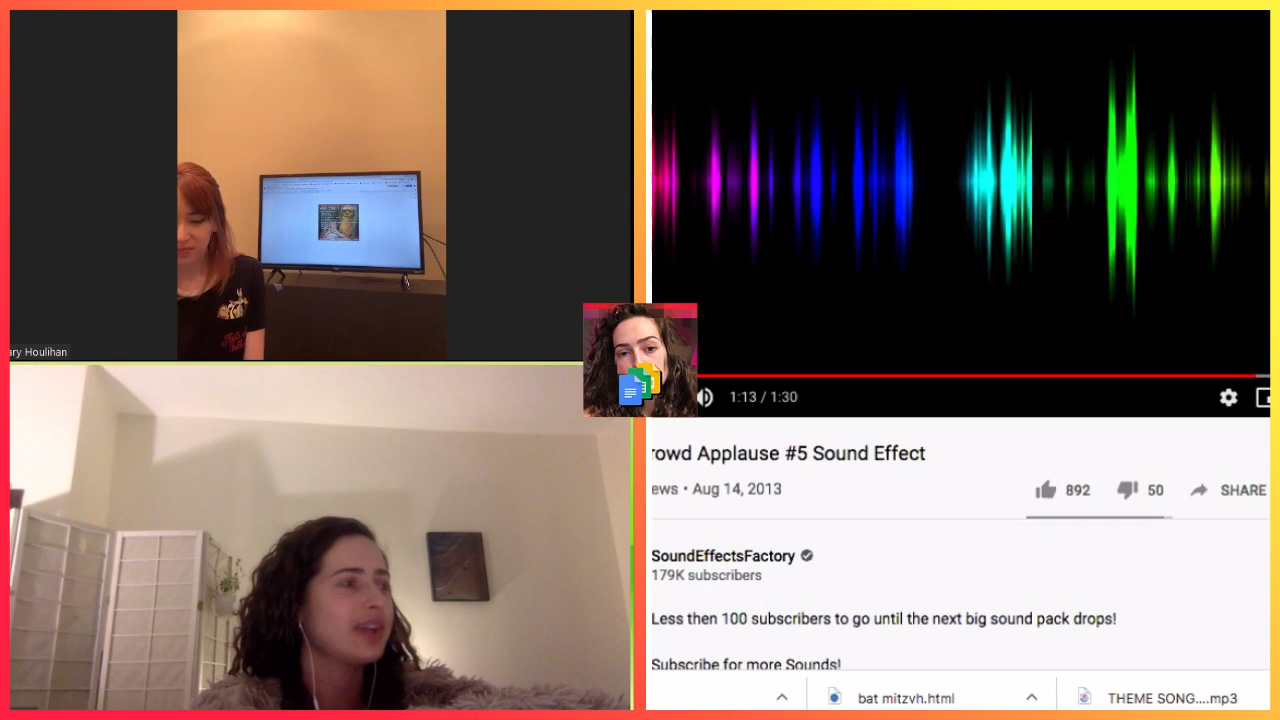 ary Houlihan
1:13 / 1:30
rowd Applause #5 Sound Effect
ews • Aug 14, 2013
892
50
SHARE
SoundEffectsFactory
179K subscribers
Less then 100 subscribers to go until the next big sound pack drops!
Subscribe for more Sounds!
bat mitzvh.html
THEME SONG....mp3